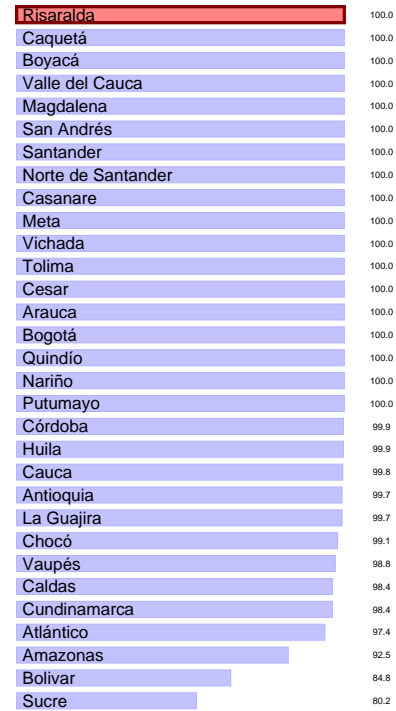 Risaralda 100.0
Caquetá 100.0
Boyacá 100.0
Valle del Cauca 100.0
Magdalena 100.0
San Andrés 100.0
Santander 100.0
Norte de Santander 100.0
Casanare 100.0
Meta 100.0
Vichada 100.0
Tolima 100.0
Cesar 100.0
Arauca 100.0
Bogotá 100.0
Quindío 100.0
Nariño 100.0
Putumayo 100.0
Córdoba 99.9
Huila 99.9
Cauca 99.8
Antioquia 99.7
La Guajira 99.7
Chocó 99.1
Vaupés 98.8
Caldas 98.4
Cundinamarca 98.4
Atlántico 97.4
Amazonas 92.5
Bolivar 84.8
Sucre 80.2